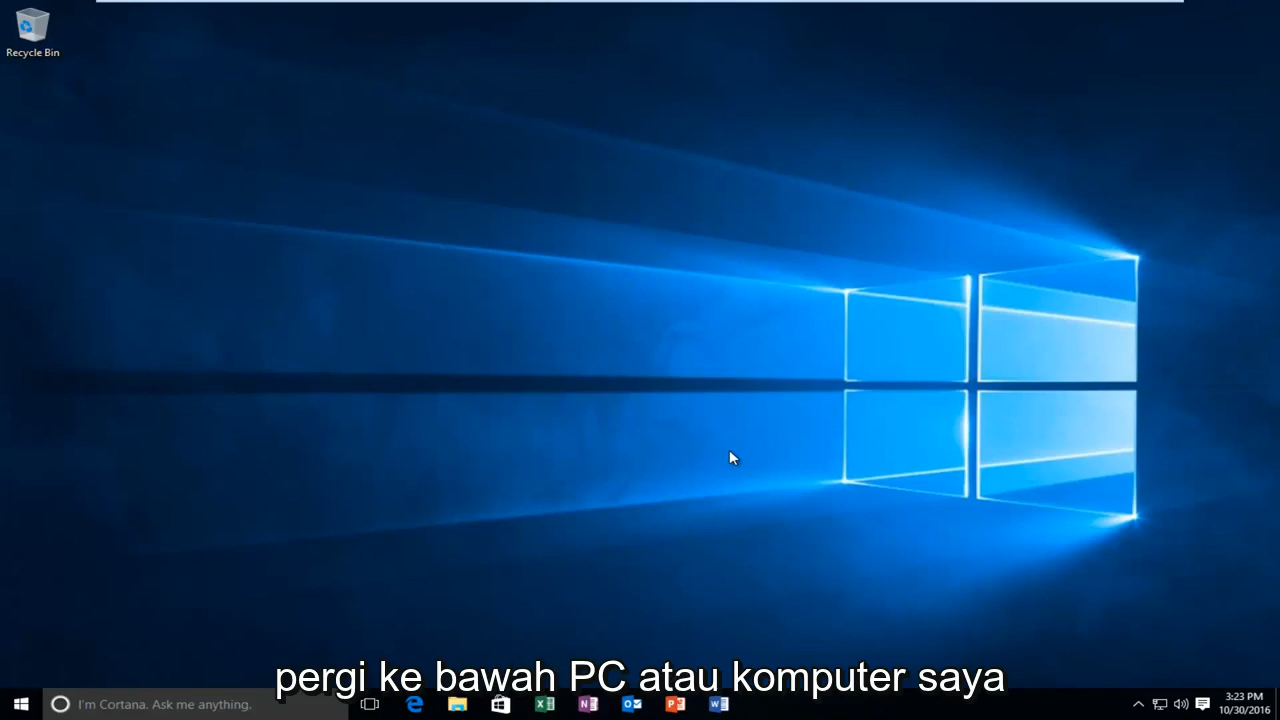 Recycle Bin
pergi ke bawah PC atau komputer saya
I'm Cortana. Ask me anything.
3:23 PM
10/30/2016